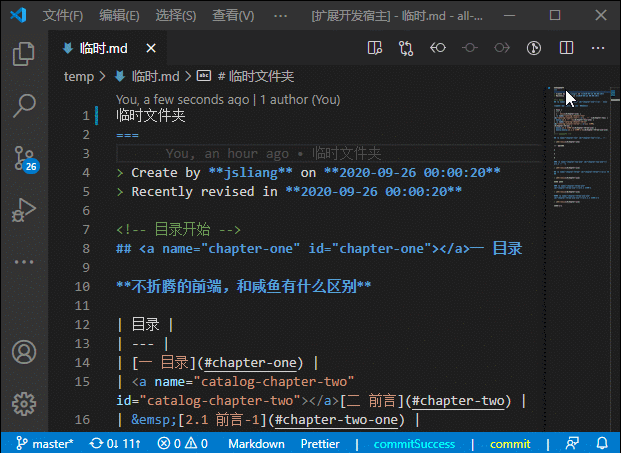 文件(F) 编辑(E) 选择(S) 查看(V) ··· [扩展开发宿主] - 临时.md - all-...
临时.md
temp > 临时.md > # 临时文件夹
You, a few seconds ago | 1 author (You)
1 临时文件夹
2 ===
3 You, an hour ago • 临时文件夹
4 > Create by **jsliang** on **2020-09-26 00:00:20**
5 > Recently revised in **2020-09-26 00:00:20**
6
7 <!-- 目录开始 -->
8 ## <a name="chapter-one" id="chapter-one"></a>一 目录
9
10 **不折腾的前端，和咸鱼有什么区别**
11
12 | 目录 |
13 | --- |
14 | [一 目录](#chapter-one) |
15 | <a name="catalog-chapter-two"
id="catalog-chapter-two"></a>[二 前言](#chapter-two) |
16 | &emsp;[2.1 前言-1](#chapter-two-one) |
26
master* 0↓ 11↑ 0 0 Markdown Prettier | commitSuccess | commit |